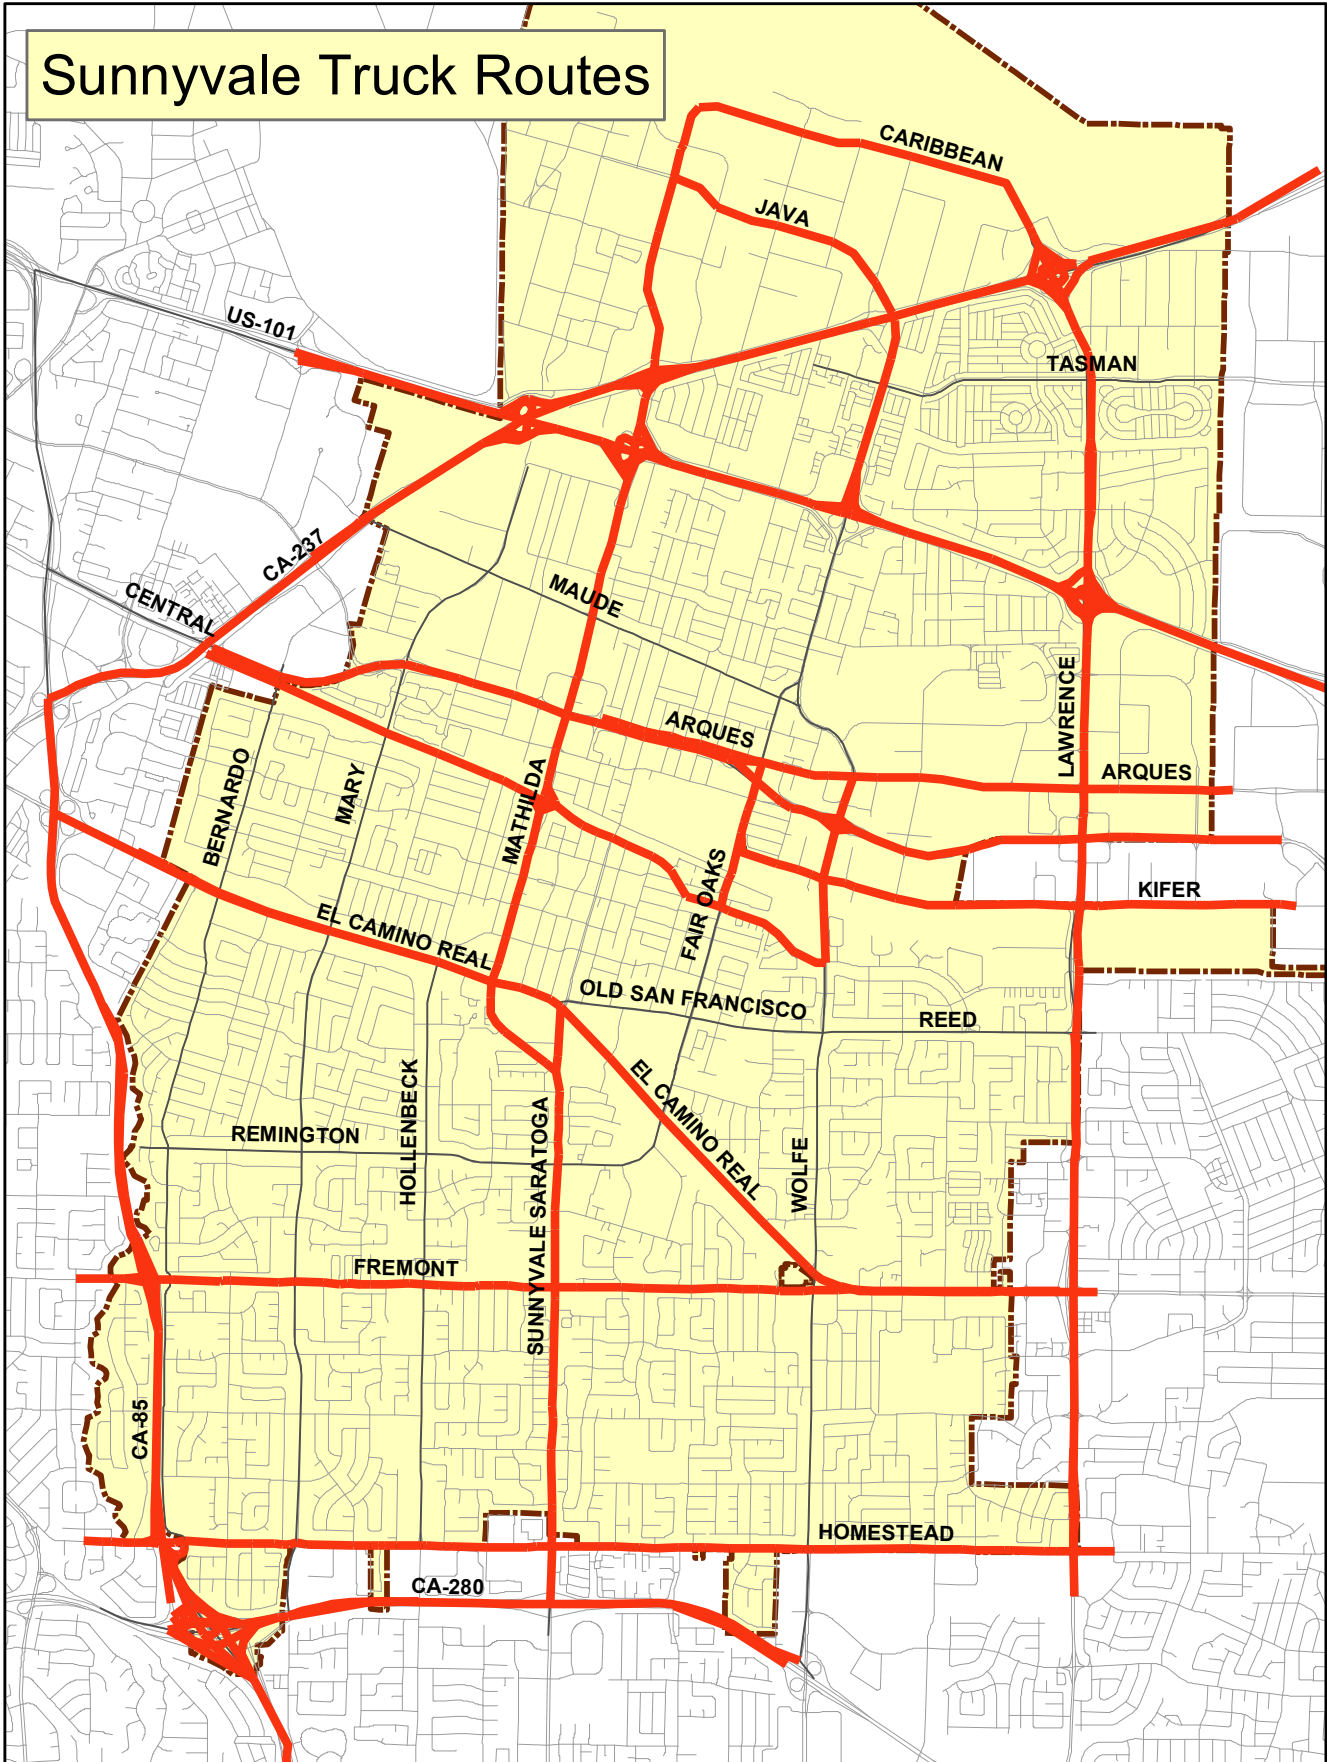 Sunnyvale Truck Routes
CARIBBEAN
JAVA
US-101
TASMAN
CA-237
CENTRAL
MAUDE
LAWRENCE
ARQUES
ARQUES
BERNARDO
MARY
MATHILDA
FAIR OAKS
KIFER
EL CAMINO REAL
OLD SAN FRANCISCO
REED
EL CAMINO REAL
HOLLENBECK
REMINGTON
SUNNYVALE SARATOGA
WOLFE
FREMONT
CA-85
HOMESTEAD
CA-280